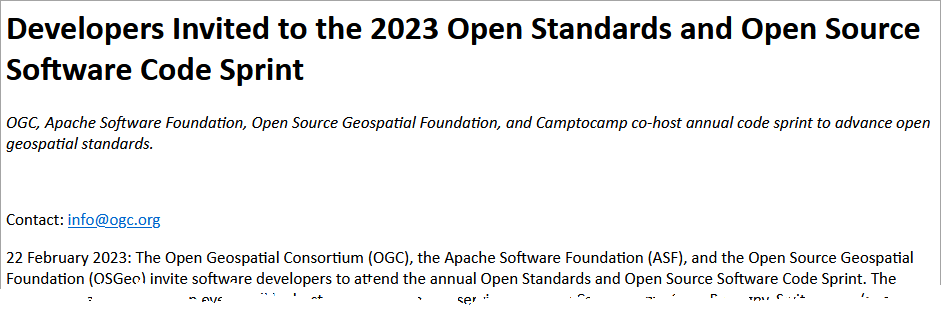 Developers Invited to the 2023 Open Standards and Open Source
Software Code Sprint
OGC, Apache Software Foundation, Open Source Geospatial Foundation, and Camptocamp co-host annual code sprint to advance open
geospatial standards.
Contact: info@ogc.org
22 February 2023: The Open Geospatial Consortium (OGC), the Apache Software Foundation (ASF), and the Open Source Geospatial
Foundation (OSGeo) invite software developers to attend the annual Open Standards and Open Source Software Code Sprint. The